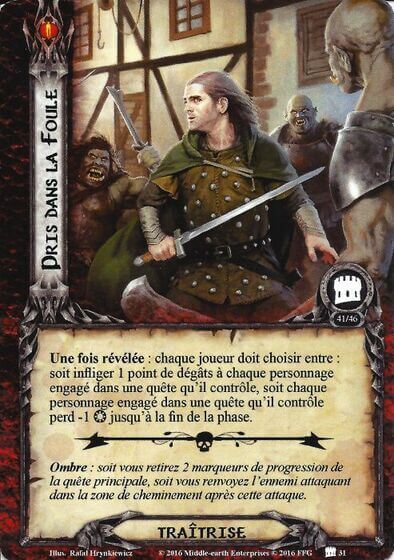 PRIS DANS LA FOULE
41/46
Une fois révélée : chaque joueur doit choisir entre :
soit infliger 1 point de dégâts à chaque personnage
engagé dans une quête qu'il contrôle, soit chaque
personnage engagé dans une quête qu'il contrôle
perd -1 jusqu'à la fin de la phase.
Ombre : soit vous retirez 2 marqueurs de progression de
la quête principale, soit vous renvoyez l'ennemi attaquant
dans la zone de cheminement après cette attaque.
TRAÎTRISE
Illus. Rafał Hrynkiewicz © 2016 Middle-earth Enterprises © 2016 FFG 31